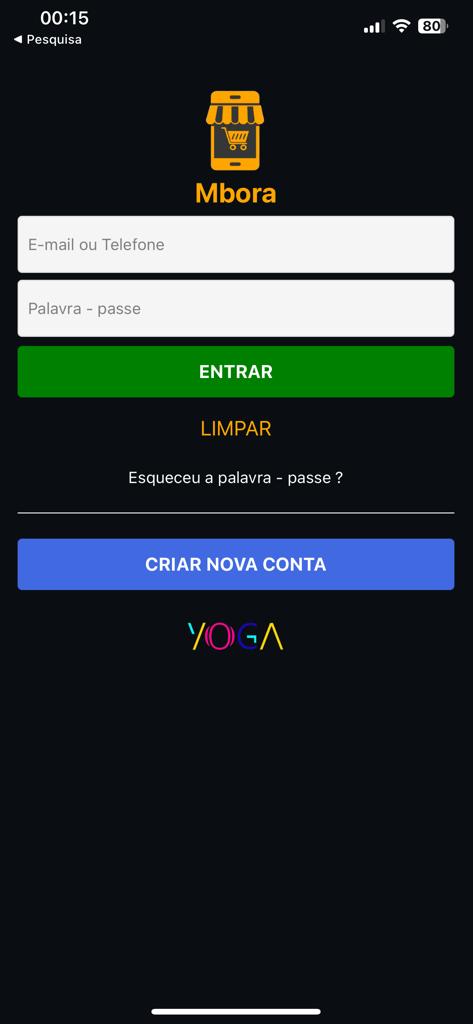 00:15
◀ Pesquisa
80
Mbora
E-mail ou Telefone
Palavra - passe
ENTRAR
LIMPAR
Esqueceu a palavra - passe ?
CRIAR NOVA CONTA
YOGA